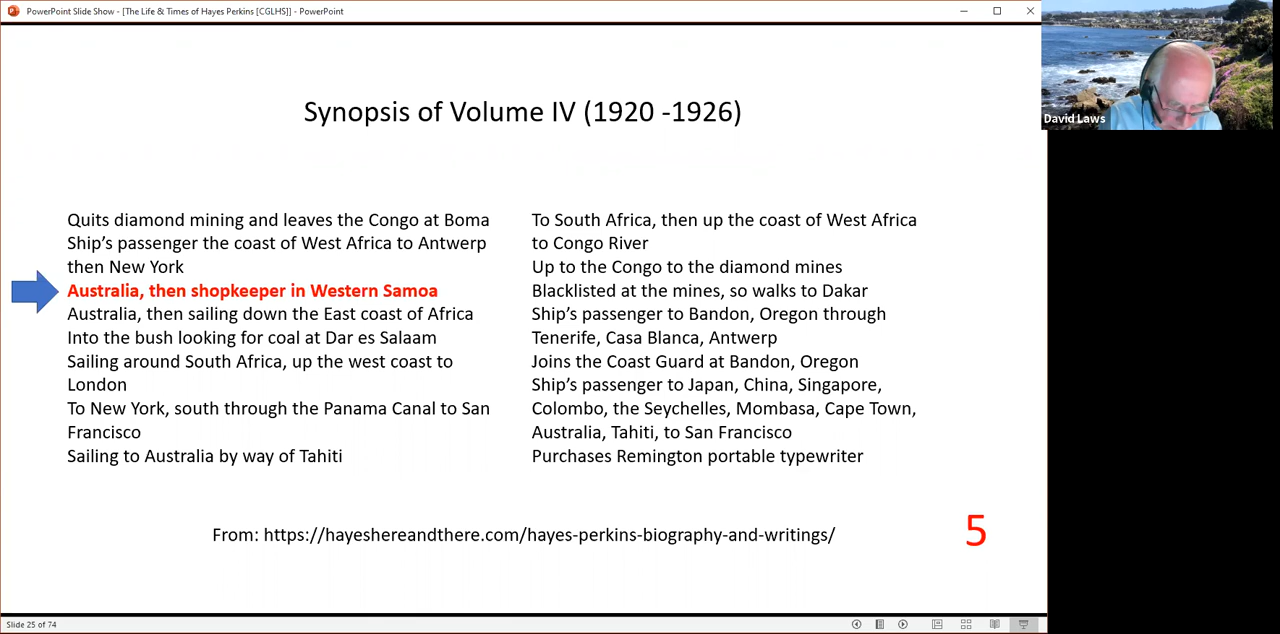 PowerPoint Slide Show - [The Life & Times of Hayes Perkins [CGLHS]] - PowerPoint
David Laws
Synopsis of Volume IV (1920 -1926)
Quits diamond mining and leaves the Congo at Boma
Ship’s passenger the coast of West Africa to Antwerp
then New York
Australia, then shopkeeper in Western Samoa
Australia, then sailing down the East coast of Africa
Into the bush looking for coal at Dar es Salaam
Sailing around South Africa, up the west coast to
London
To New York, south through the Panama Canal to San
Francisco
Sailing to Australia by way of Tahiti
To South Africa, then up the coast of West Africa
to Congo River
Up to the Congo to the diamond mines
Blacklisted at the mines, so walks to Dakar
Ship’s passenger to Bandon, Oregon through
Tenerife, Casa Blanca, Antwerp
Joins the Coast Guard at Bandon, Oregon
Ship’s passenger to Japan, China, Singapore,
Colombo, the Seychelles, Mombasa, Cape Town,
Australia, Tahiti, to San Francisco
Purchases Remington portable typewriter
From: https://hayeshereandthere.com/hayes-perkins-biography-and-writings/
5
Slide 25 of 74